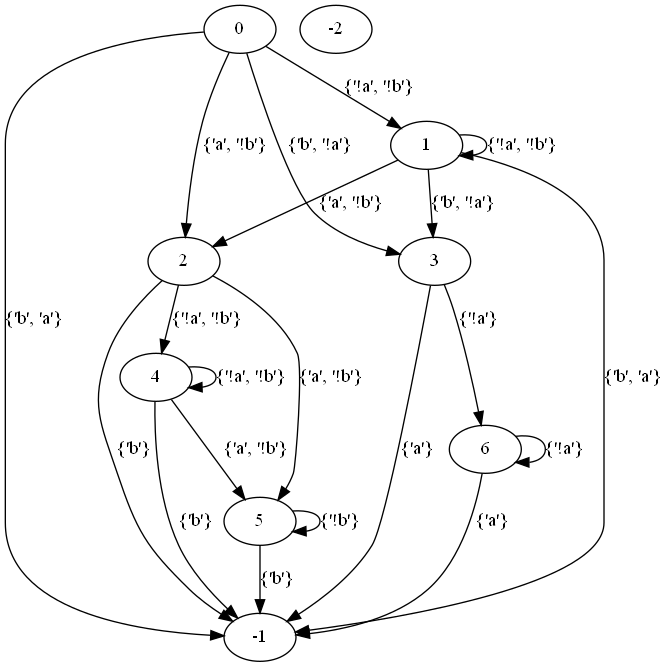 0 -2
{'!a', '!b'}
1 {'!a', '!b'}
{'a', '!b'} {'b', '!a'}
{'a', '!b'} {'b', '!a'}
2 3
{'b', 'a'} {'!a', '!b'} {'!a'}
4 {'!a', '!b'} {'a', '!b'} {'b', 'a'}
{'b'} {'a', '!b'} {'a'} 6 {'!a'}
{'b'} 5 {'!b'} {'a'}
{'b'}
-1